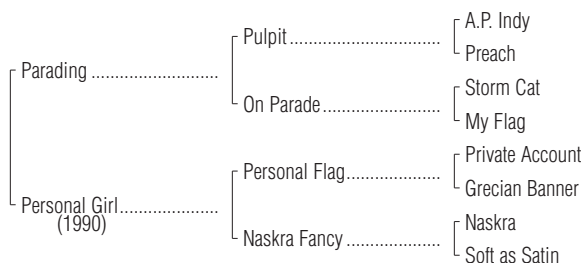 A.P. Indy
Pulpit
Preach
Parading
Storm Cat
On Parade
My Flag
Private Account
Personal Flag
Grecian Banner
Personal Girl
(1990)
Naskra
Naskra Fancy
Soft as Satin